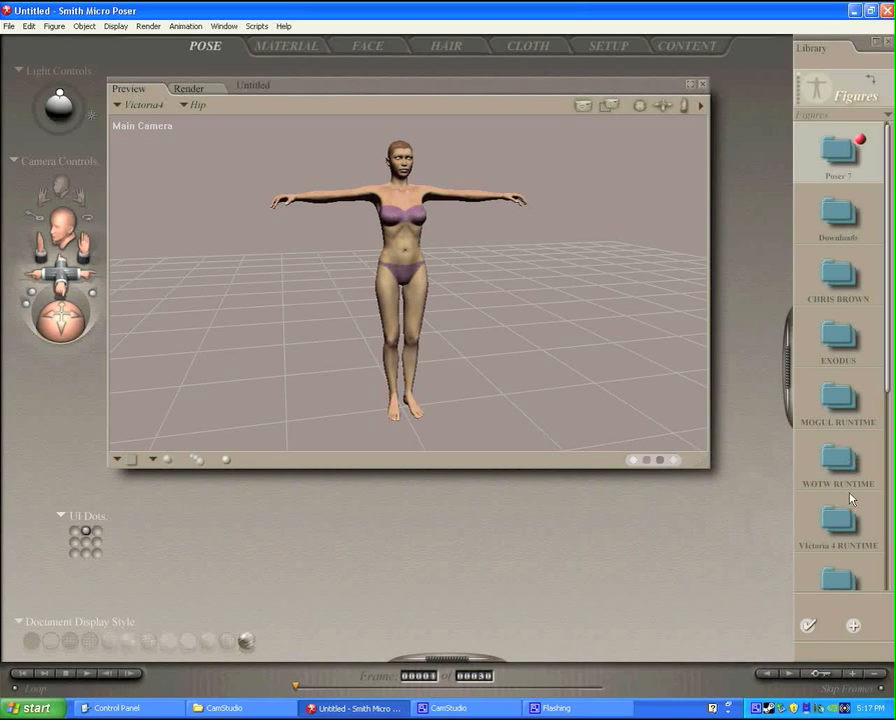 Untitled - Smith Micro Poser
File Edit Figure Object Display Render Animation Window Scripts Help
POSE MATERIAL FACE HAIR CLOTH SETUP CONTENT
Library
Light Controls
Preview Render Untitled
Victoria4 Hip
Main Camera
Figures
Figures
Camera Controls
Poser 7
Downloads
CHRIS BROWN
EXODUS
MOGUL RUNTIME
WOTW RUNTIME
UI Dots
VIctoria 4 RUNTIME
Document Display Style
Frame: 00001 of 00030
Loop
Skip Frames
start Control Panel CamStudio Untitled - Smith Micro ... CamStudio Flashing 5:17 PM